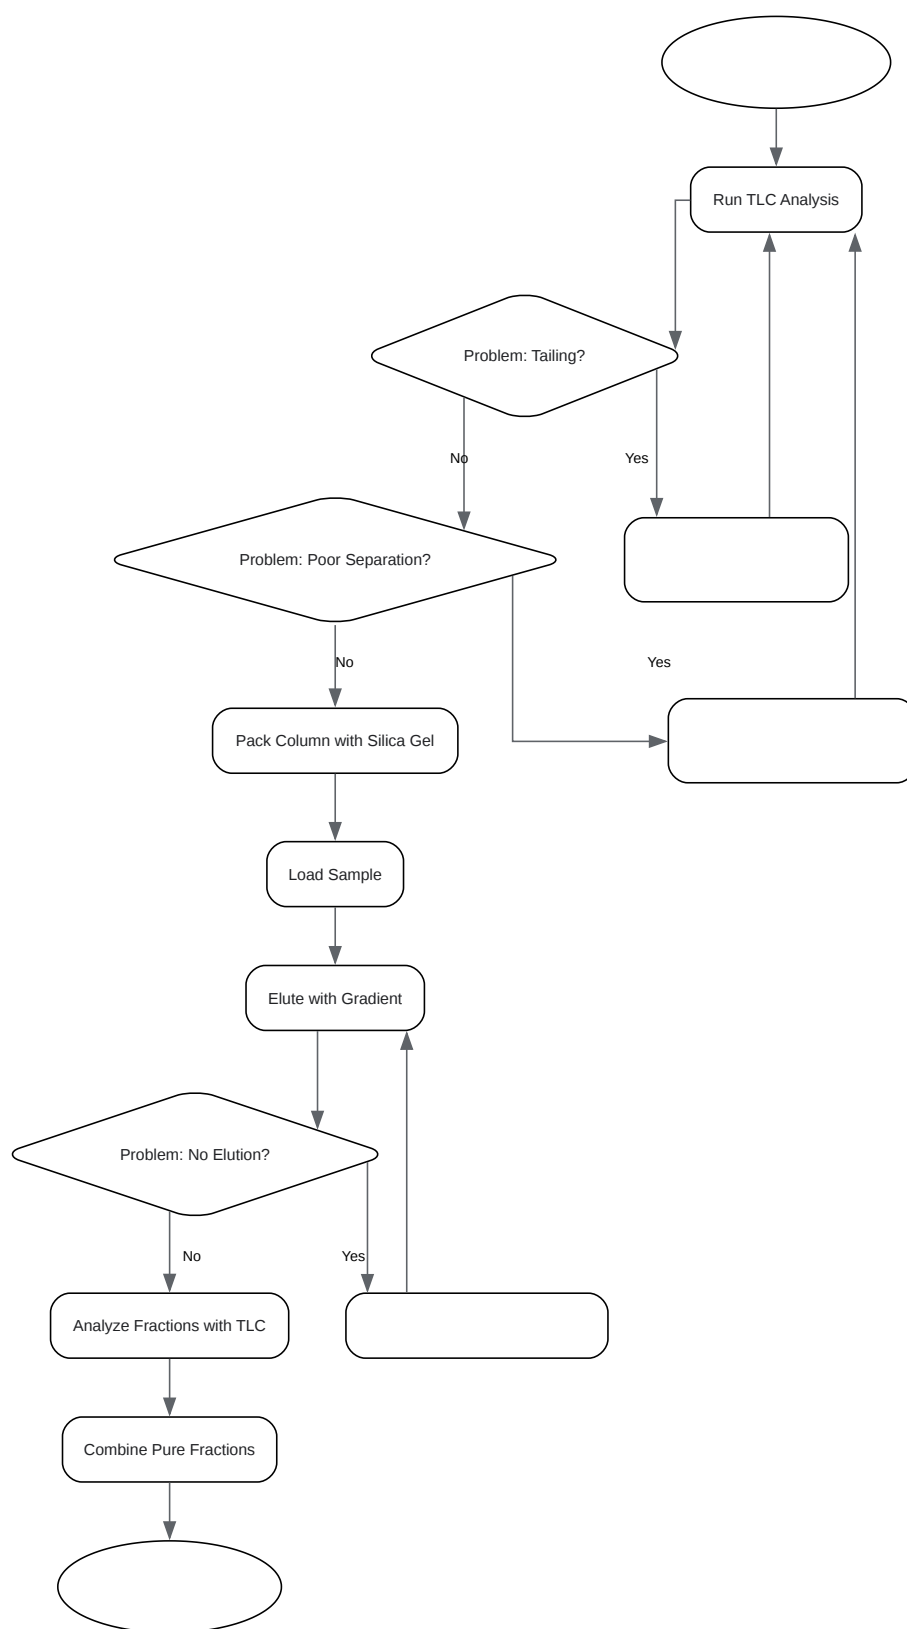 Run TLC Analysis
Problem: Tailing?
No
Yes
Problem: Poor Separation?
No
Yes
Pack Column with Silica Gel
Load Sample
Elute with Gradient
Problem: No Elution?
No
Yes
Analyze Fractions with TLC
Combine Pure Fractions